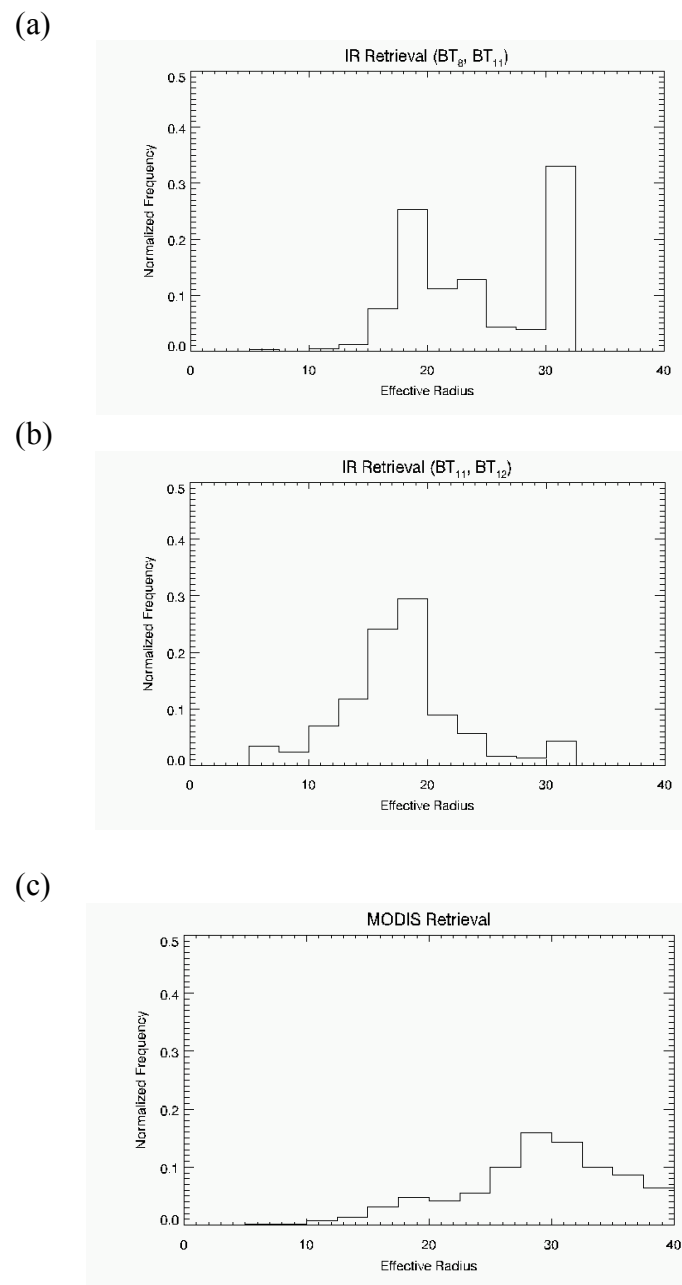 (a)
IR Retrieval (BT₈, BT₁₁)
Normalized Frequency
0.5
0.4
0.3
0.2
0.1
0.0
0 10 20 30 40
Effective Radius
(b)
IR Retrieval (BT₁₁, BT₁₂)
Normalized Frequency
0.5
0.4
0.3
0.2
0.1
0.0
0 10 20 30 40
Effective Radius
(c)
MODIS Retrieval
Normalized Frequency
0.5
0.4
0.3
0.2
0.1
0.0
0 10 20 30 40
Effective Radius